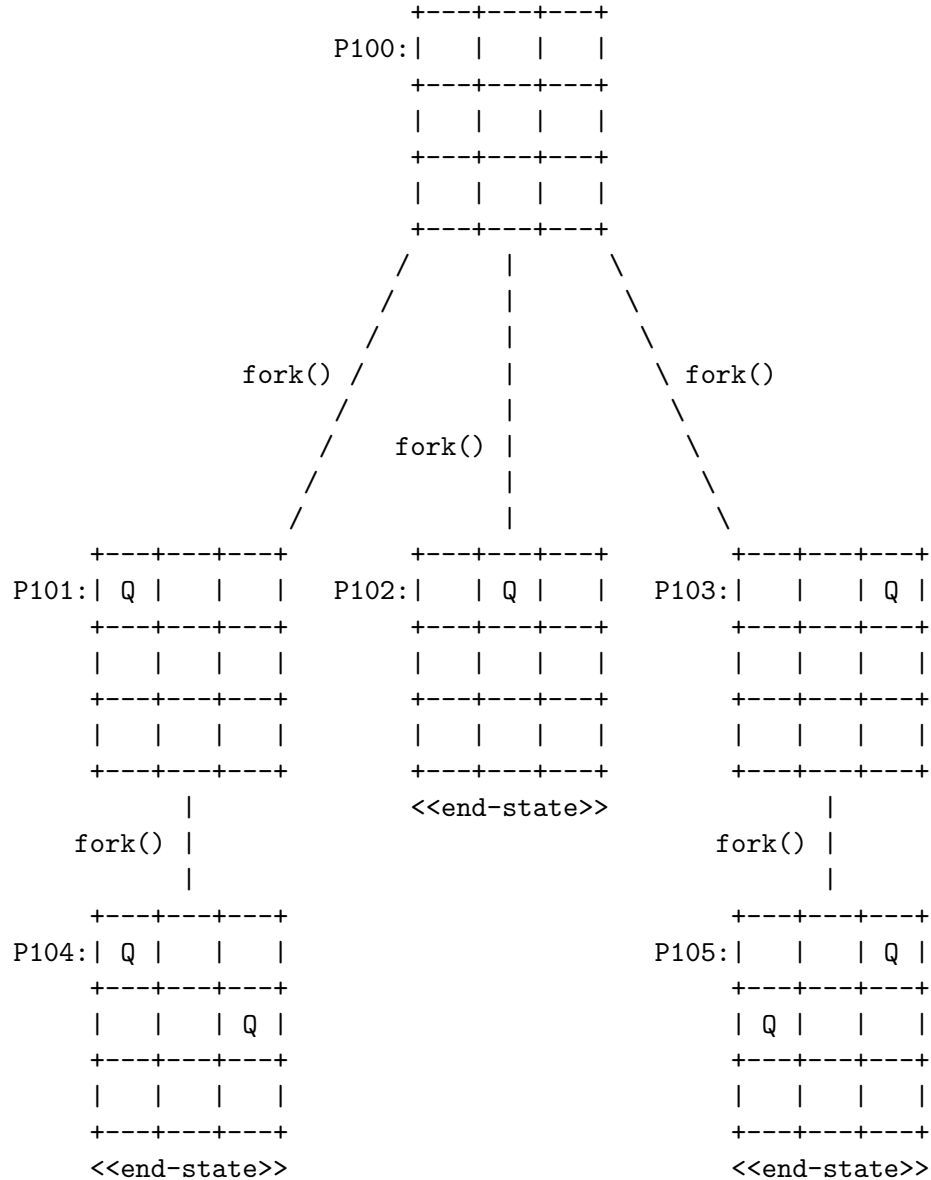 +---+---+---+
         P100:|   |   |   |
              +---+---+---+
              |   |   |   |
              +---+---+---+
              |   |   |   |
              +---+---+---+
             /      |      \
            /       |       \
           /        |        \
   fork() /         |         \ fork()
         /          |          \
        /    fork() |           \
       /            |            \
      /             |             \
     +---+---+---+        +---+---+---+        +---+---+---+
P101:| Q |   |   |   P102:|   | Q |   |   P103:|   |   | Q |
     +---+---+---+        +---+---+---+        +---+---+---+
     |   |   |   |        |   |   |   |        |   |   |   |
     +---+---+---+        +---+---+---+        +---+---+---+
     |   |   |   |        |   |   |   |        |   |   |   |
     +---+---+---+        +---+---+---+        +---+---+---+
           |              <<end-state>>              |
    fork() |                                  fork() |
           |                                         |
     +---+---+---+                             +---+---+---+
P104:| Q |   |   |                        P105:|   |   | Q |
     +---+---+---+                             +---+---+---+
     |   |   | Q |                             | Q |   |   |
     +---+---+---+                             +---+---+---+
     |   |   |   |                             |   |   |   |
     +---+---+---+                             +---+---+---+
     <<end-state>>                             <<end-state>>